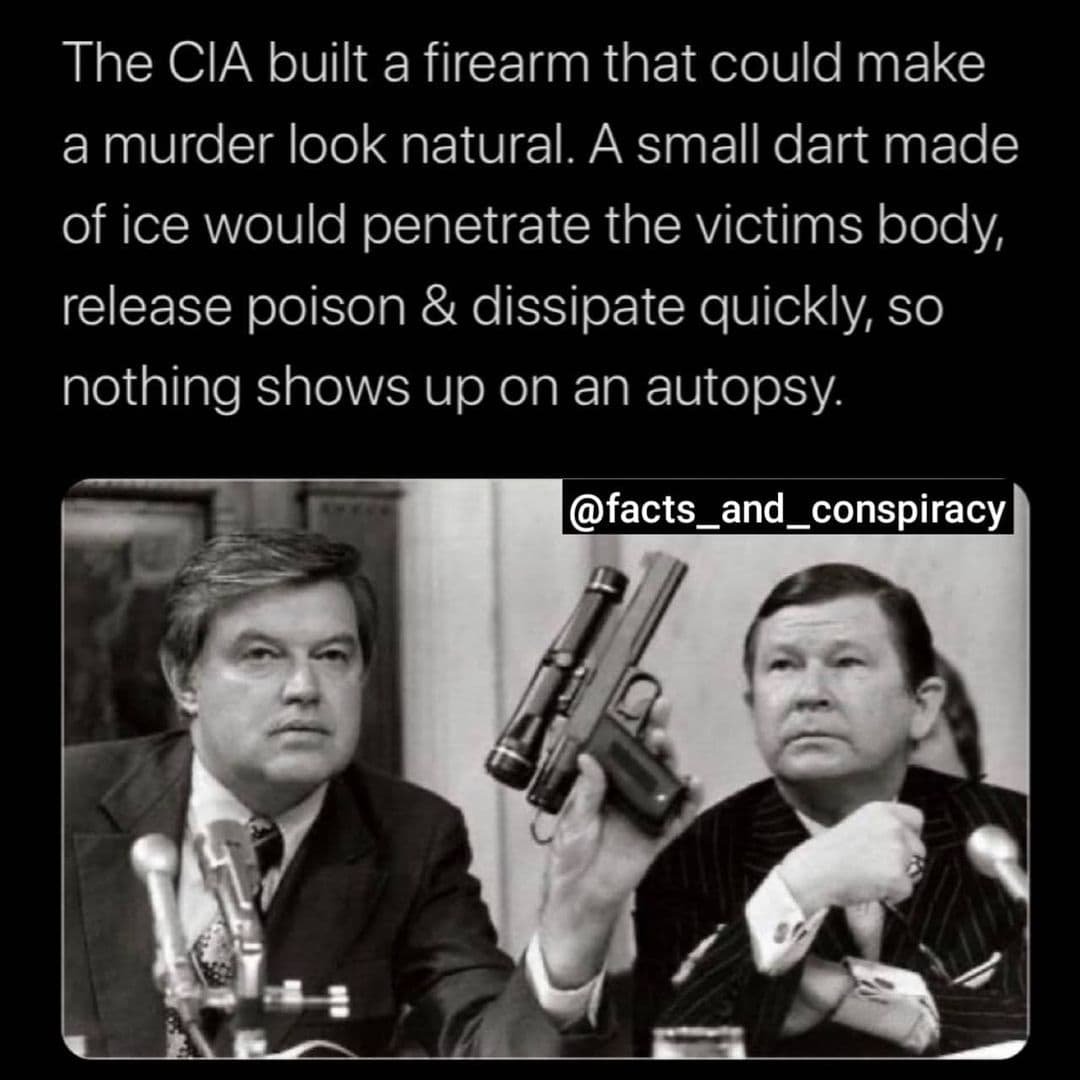 The CIA built a firearm that could make
a murder look natural. A small dart made
of ice would penetrate the victims body,
release poison & dissipate quickly, so
nothing shows up on an autopsy.
@facts_and_conspiracy